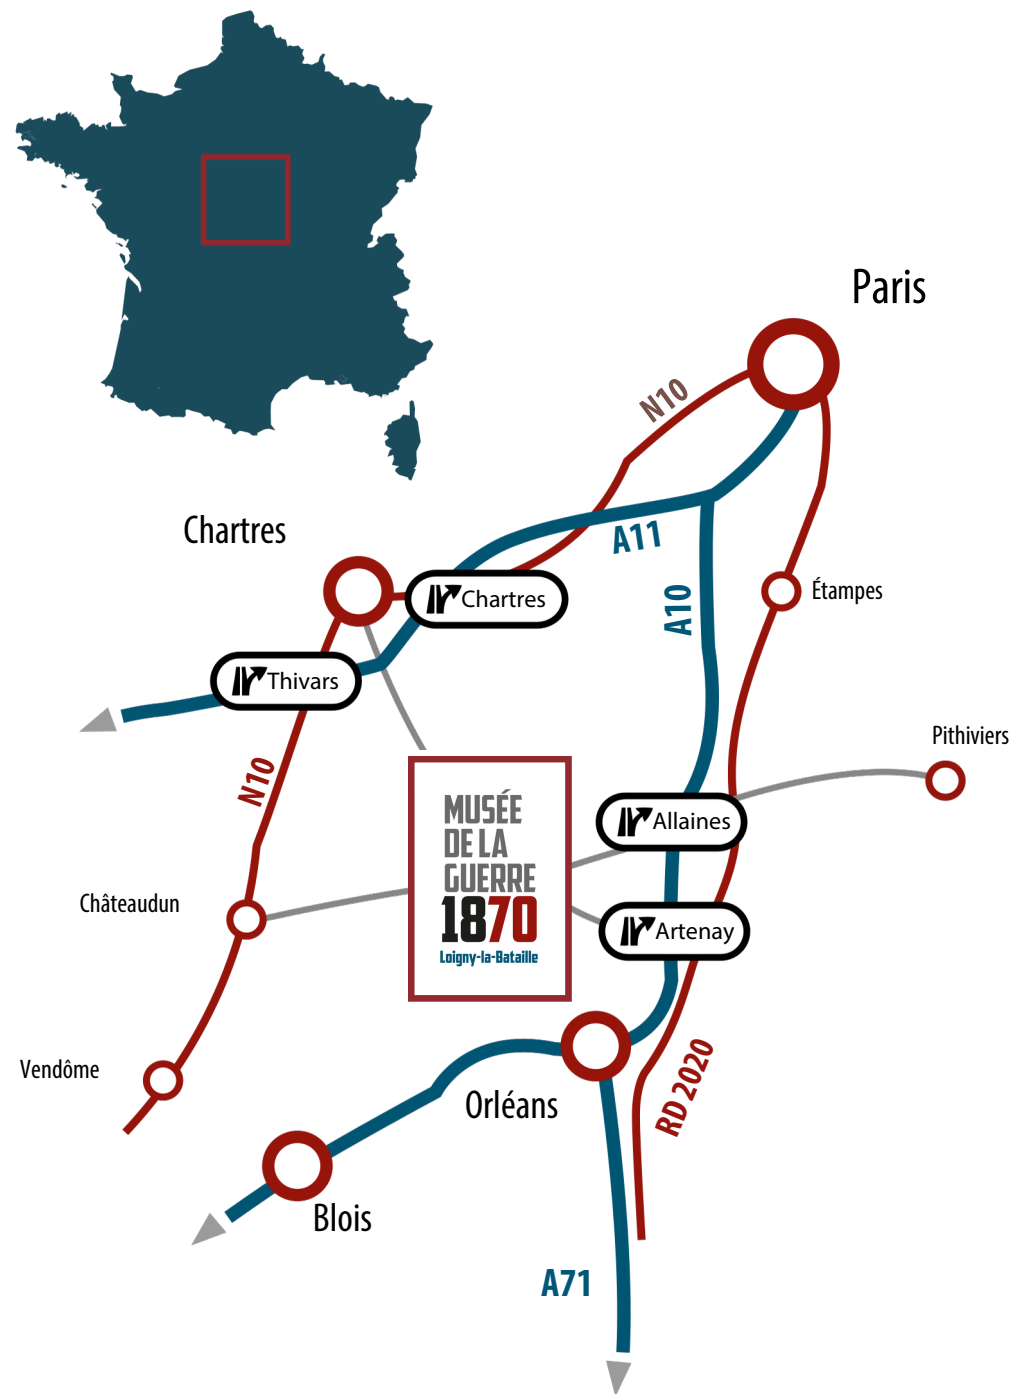 Paris
N10
Chartres
A11
Chartres
A10
Étampes
Thivars
Pithiviers
N10
MUSÉE
DE LA
GUERRE
1870
Loigny-la-Bataille
Allaines
Châteaudun
Artenay
Vendôme
Orléans
RD 2020
Blois
A71